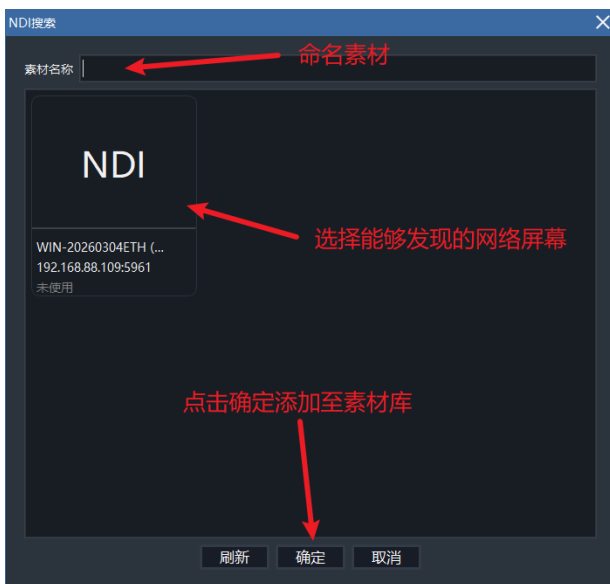 NDI搜索
命名素材
素材名称
NDI
选择能够发现的网络屏幕
WIN-20260304ETH (...
192.168.88.109:5961
未使用
点击确定添加至素材库
刷新 确定 取消